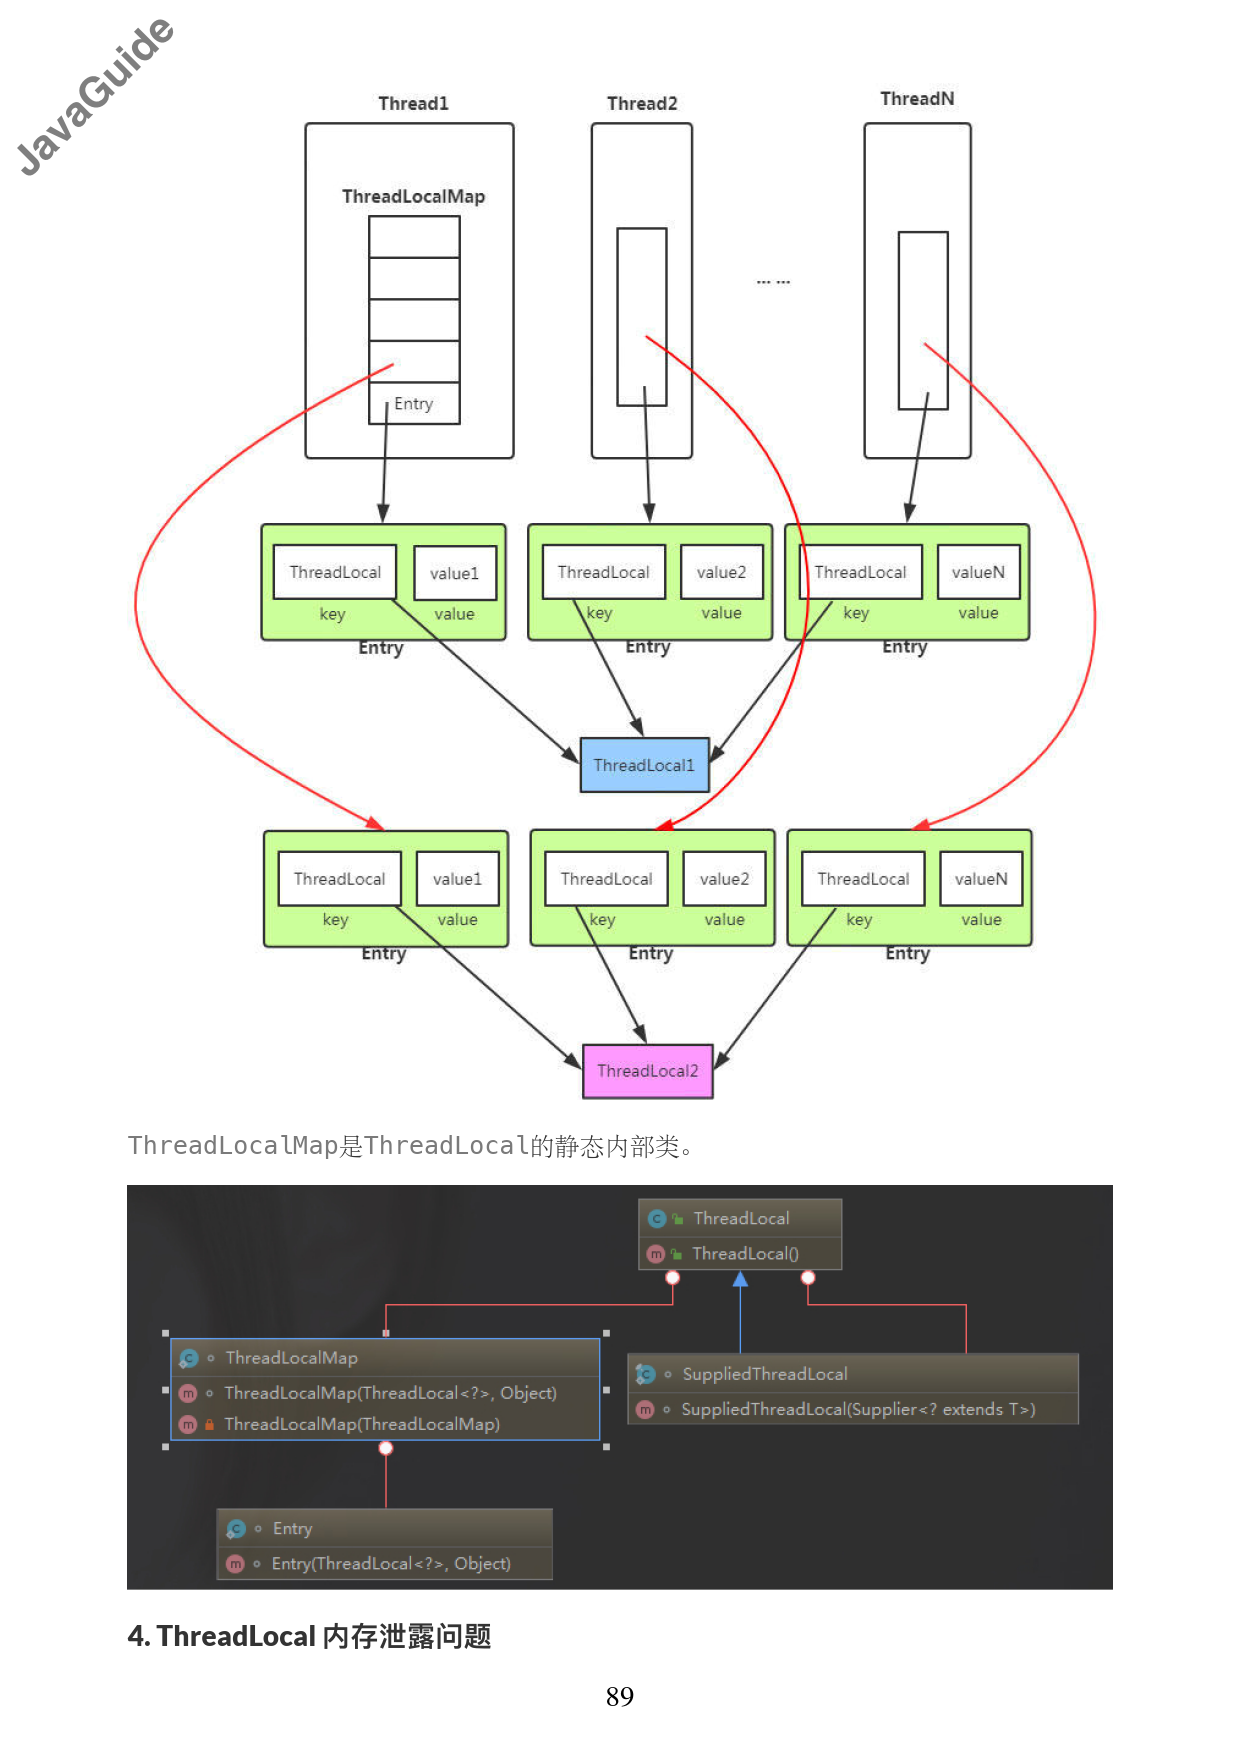 JavaGuide
Thread1 Thread2 ThreadN
ThreadLocalMap
... ...
Entry
ThreadLocal value1 ThreadLocal value2 ThreadLocal valueN
key value key value key value
Entry Entry Entry
ThreadLocal1
ThreadLocal value1 ThreadLocal value2 ThreadLocal valueN
key value key value key value
Entry Entry Entry
ThreadLocal2
ThreadLocalMap是ThreadLocal的静态内部类。
C ThreadLocal
m ThreadLocal()
C ThreadLocalMap
m ThreadLocalMap(ThreadLocal<?>, Object)
m ThreadLocalMap(ThreadLocalMap)
C SuppliedThreadLocal
m SuppliedThreadLocal(Supplier<? extends T>)
C Entry
m Entry(ThreadLocal<?>, Object)
4. ThreadLocal 内存泄露问题
89